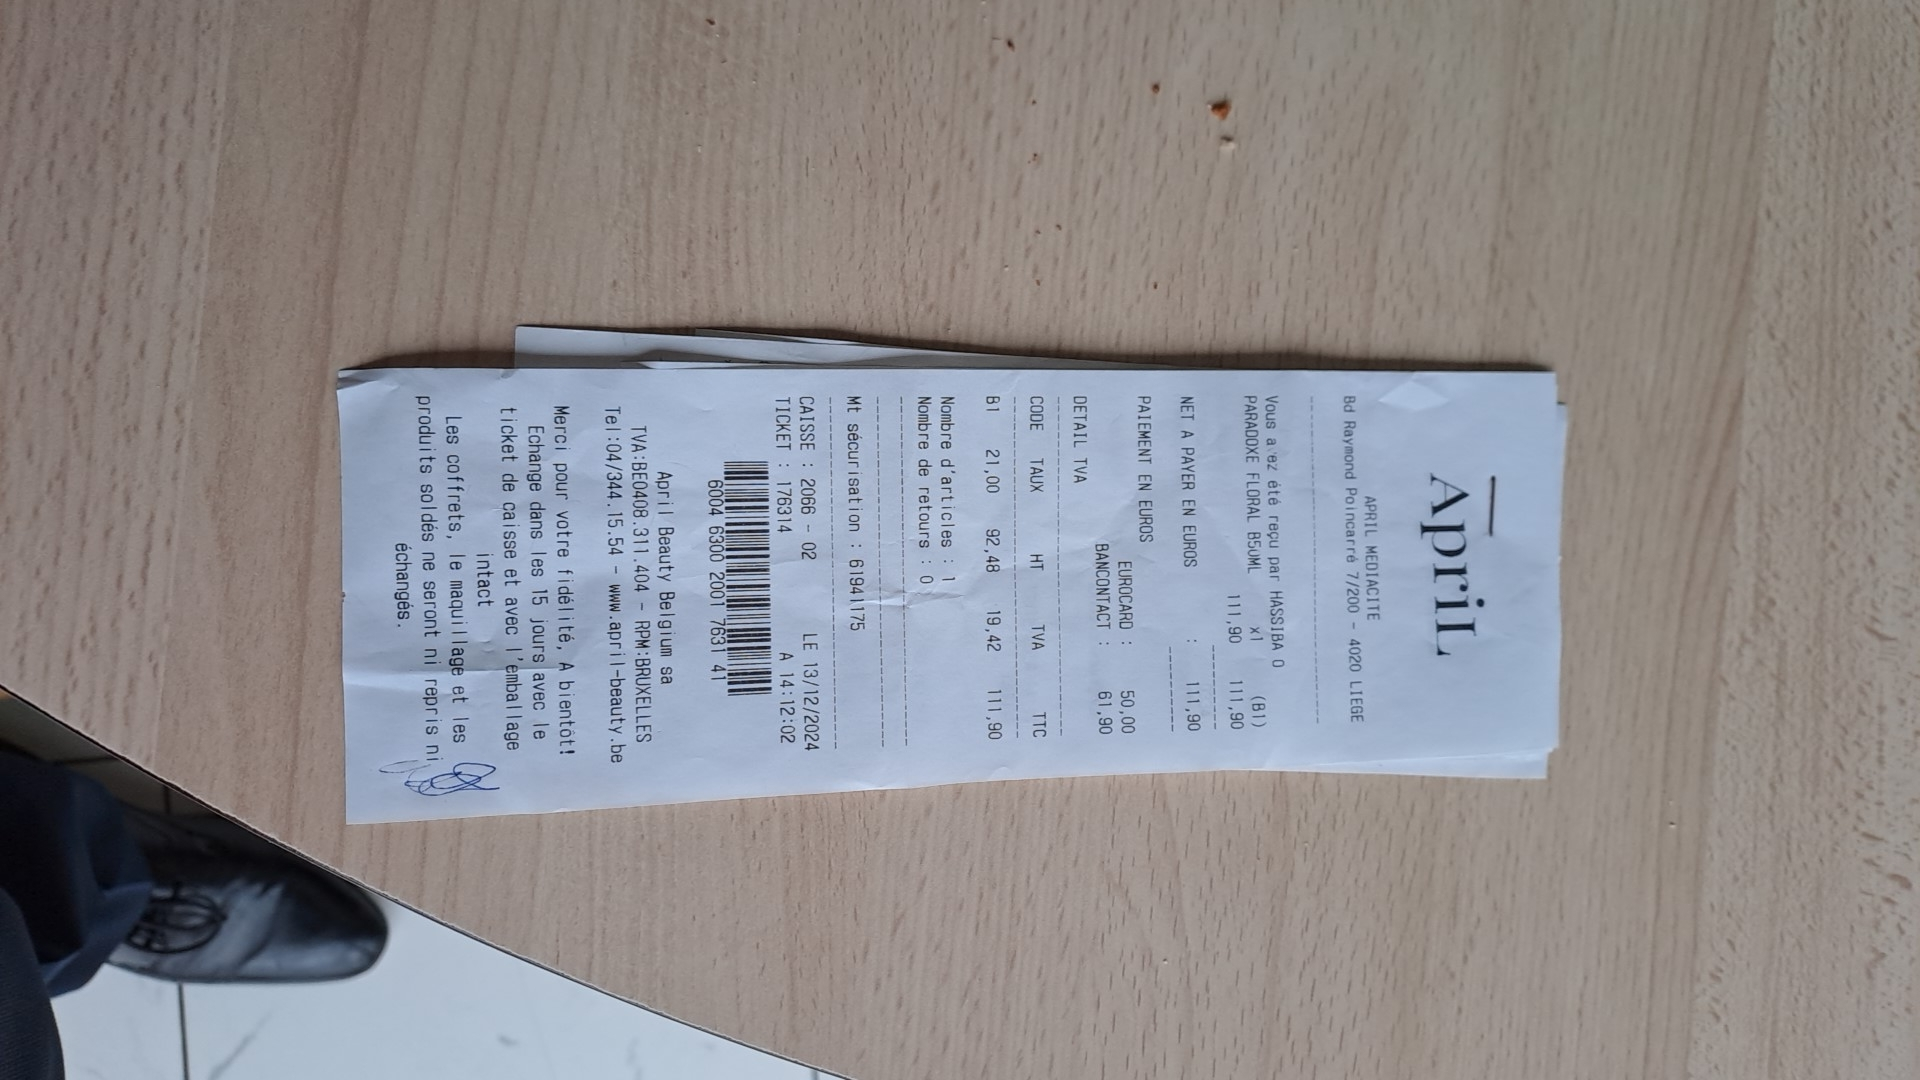 April
APRIL MEDIACITE
Bd Raymond Poincarré 7/200 - 4020 LIEGE
Vous avez été reçu par HASSIBA O
PARADOXE FLORAL B50ML x1 (B1)
111,90 111,90
NET A PAYER EN EUROS : 111,90
PAIEMENT EN EUROS
EUROCARD : 50,00
BANCONTACT : 61,90
DETAIL TVA
CODE TAUX HT TVA TTC
B1 21,00 92,48 19,42 111,90
Nombre d'articles : 1
Nombre de retours : 0
Mt sécurisation : 61941175
CAISSE : 2066 - 02 LE 13/12/2024
TICKET : 176314 A 14:12:02
6004 6300 2001 7631 41
April Beauty Belgium sa
TVA:BE0408.311.404 - RPM:BRUXELLES
Tel:04/344.15.54 - www.april-beauty.be
Merci pour votre fidélité, A bientôt!
Echange dans les 15 jours avec le
ticket de caisse et avec l'emballage
intact
Les coffrets, le maquillage et les
produits soldés ne seront ni repris ni
échangés.